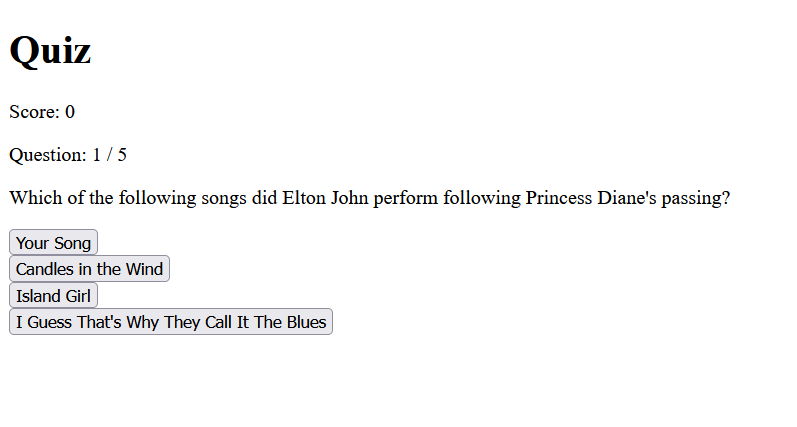 Quiz
Score: 0
Question: 1 / 5
Which of the following songs did Elton John perform following Princess Diane's passing?
Your Song
Candles in the Wind
Island Girl
I Guess That's Why They Call It The Blues